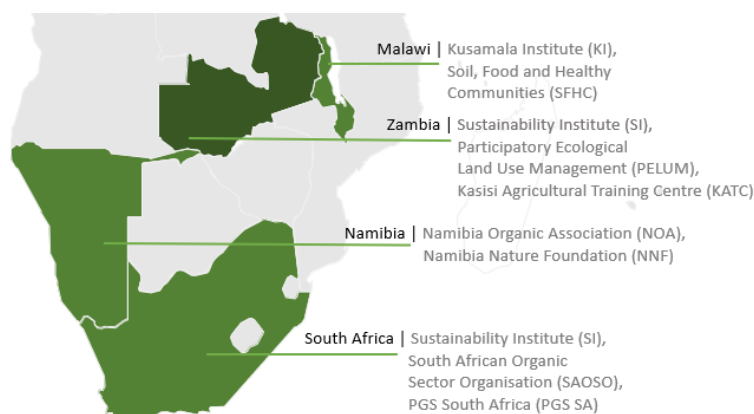 Malawi | Kusamala Institute (KI),
Soil, Food and Healthy
Communities (SFHC)
Zambia | Sustainability Institute (SI),
Participatory Ecological
Land Use Management (PELUM),
Kasisi Agricultural Training Centre (KATC)
Namibia | Namibia Organic Association (NOA),
Namibia Nature Foundation (NNF)
South Africa | Sustainability Institute (SI),
South African Organic
Sector Organisation (SAOSO),
PGS South Africa (PGS SA)